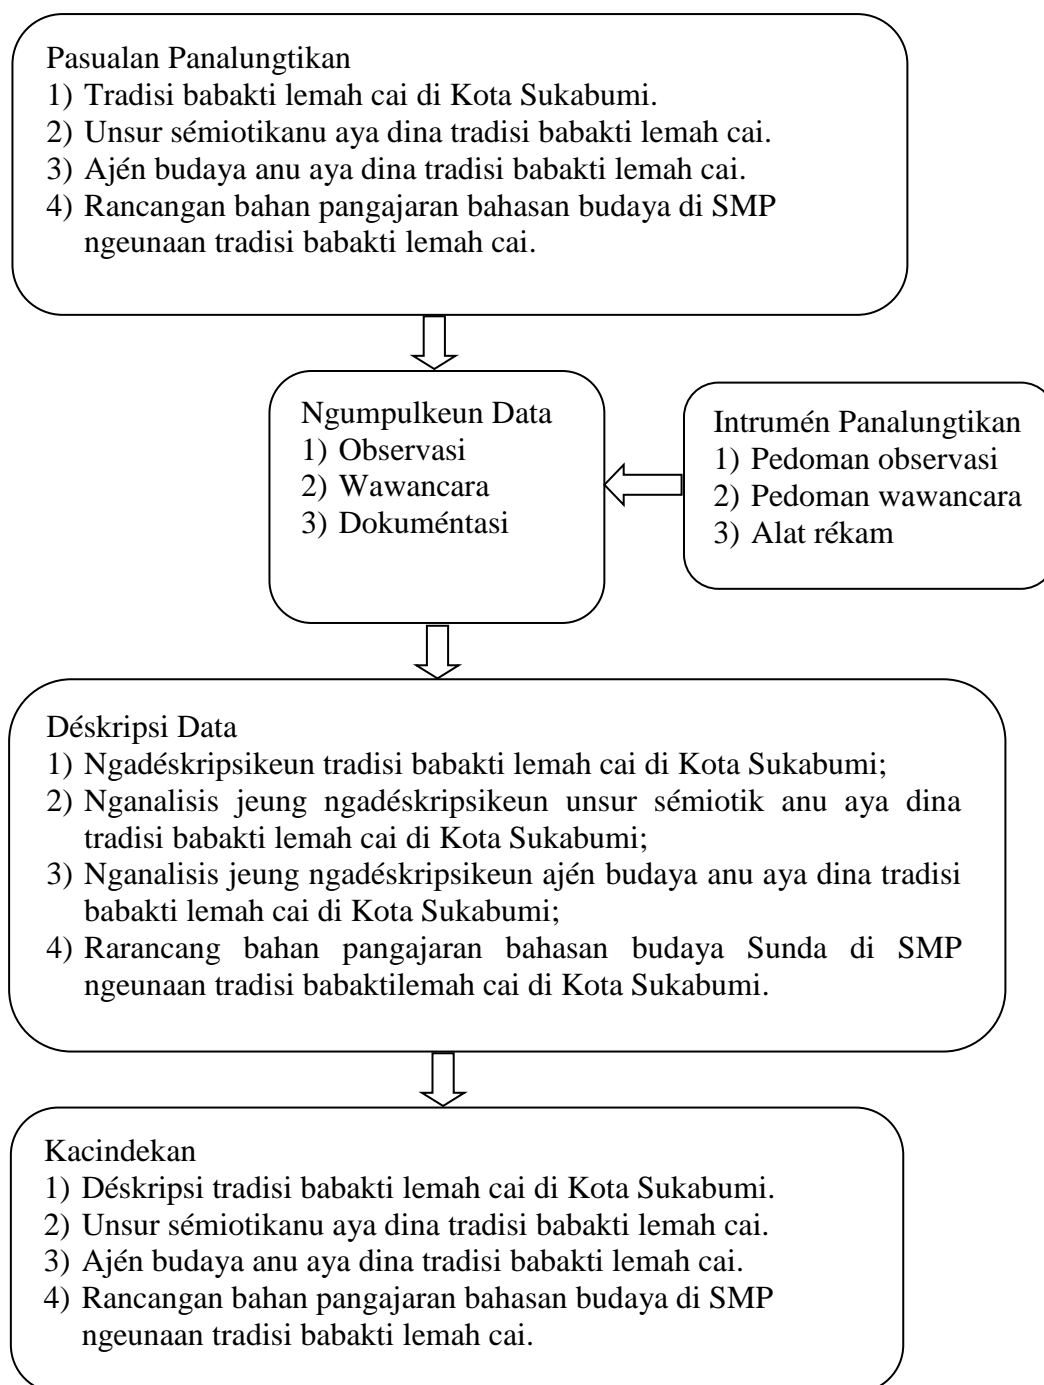 Pasualan Panalungtikan
1) Tradisi babakti lemah cai di Kota Sukabumi.
2) Unsur sémiotikanu aya dina tradisi babakti lemah cai.
3) Ajén budaya anu aya dina tradisi babakti lemah cai.
4) Rancangan bahan pangajaran bahasan budaya di SMP
ngeunaan tradisi babakti lemah cai.
Ngumpulkeun Data
1) Observasi
2) Wawancara
3) Dokuméntasi
Intrumén Panalungtikan
1) Pedoman observasi
2) Pedoman wawancara
3) Alat rékam
Déskripsi Data
1) Ngadéskripsikeun tradisi babakti lemah cai di Kota Sukabumi;
2) Nganalisis jeung ngadéskripsikeun unsur sémiotik anu aya dina
tradisi babakti lemah cai di Kota Sukabumi;
3) Nganalisis jeung ngadéskripsikeun ajén budaya anu aya dina tradisi
babakti lemah cai di Kota Sukabumi;
4) Rarancang bahan pangajaran bahasan budaya Sunda di SMP
ngeunaan tradisi babaktilemah cai di Kota Sukabumi.
Kacindekan
1) Déskripsi tradisi babakti lemah cai di Kota Sukabumi.
2) Unsur sémiotikanu aya dina tradisi babakti lemah cai.
3) Ajén budaya anu aya dina tradisi babakti lemah cai.
4) Rancangan bahan pangajaran bahasan budaya di SMP
ngeunaan tradisi babakti lemah cai.